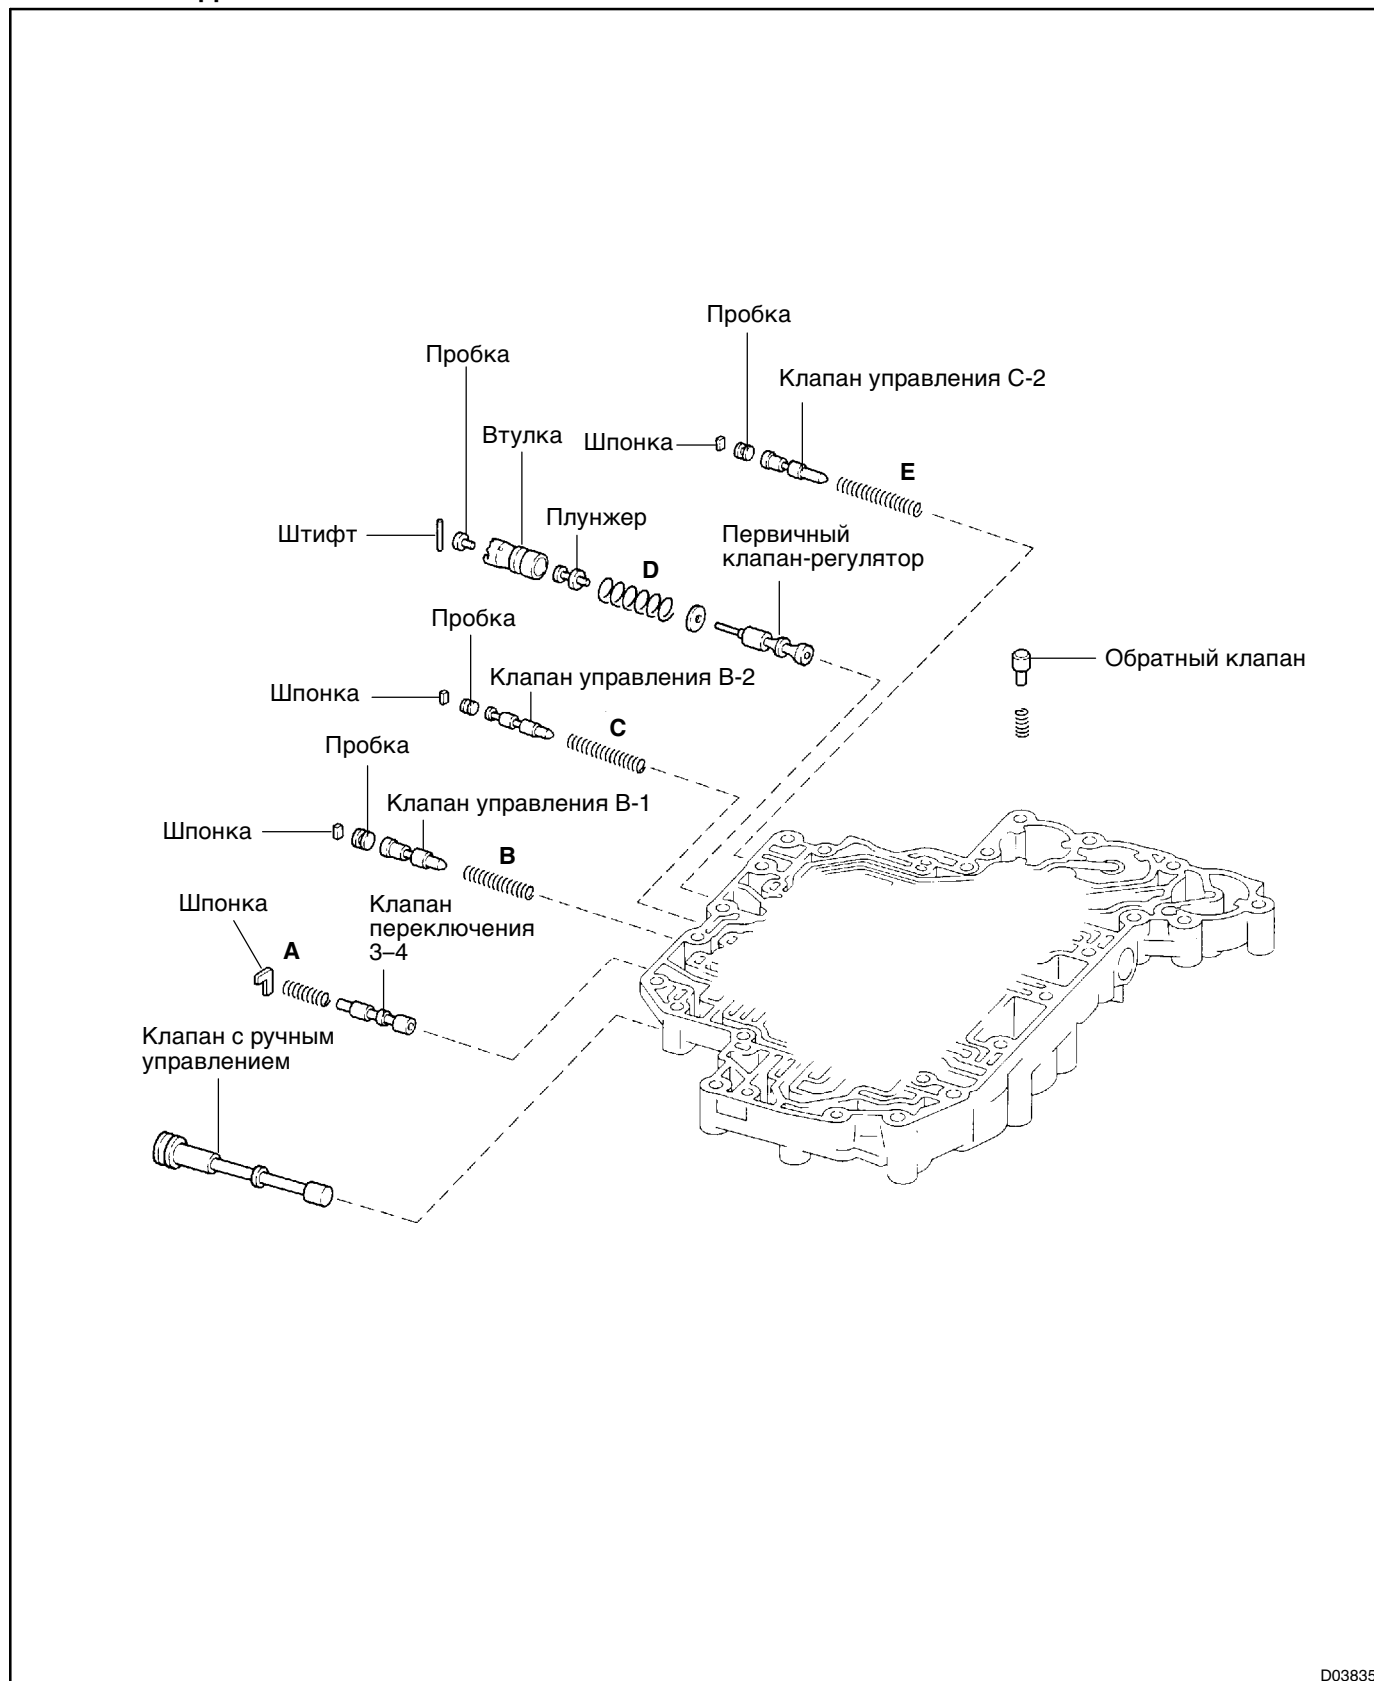 Пробка
Пробка
Клапан управления С-2
Втулка
Шпонка
E
Плунжер
Штифт
Первичный
клапан-регулятор
D
Пробка
Обратный клапан
Клапан управления В-2
Шпонка
C
Пробка
Клапан управления В-1
Шпонка
B
Шпонка
Клапан
переключения
3–4
A
Клапан с ручным
управлением
D03835